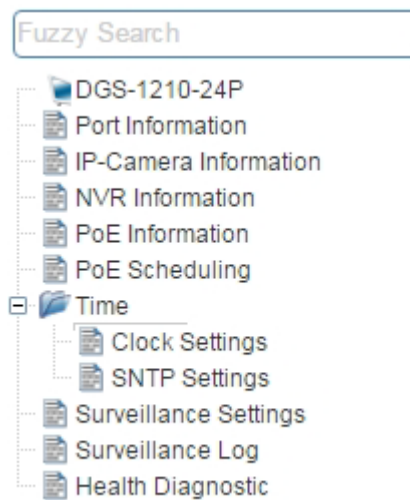 Fuzzy Search
DGS-1210-24P
Port Information
IP-Camera Information
NVR Information
PoE Information
PoE Scheduling
Time
Clock Settings
SNTP Settings
Surveillance Settings
Surveillance Log
Health Diagnostic